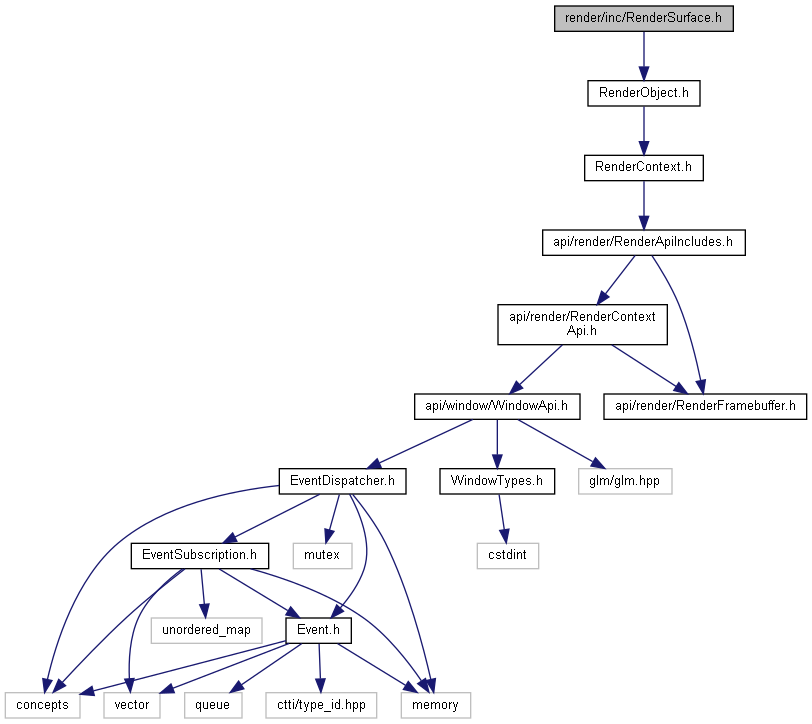 render/inc/RenderSurface.h
RenderObject.h
RenderContext.h
api/render/RenderApiIncludes.h
api/render/RenderContext
Api.h
api/window/WindowApi.h
api/render/RenderFramebuffer.h
EventDispatcher.h
WindowTypes.h
glm/glm.hpp
EventSubscription.h
mutex
cstdint
unordered_map
Event.h
concepts
vector
queue
ctti/type_id.hpp
memory